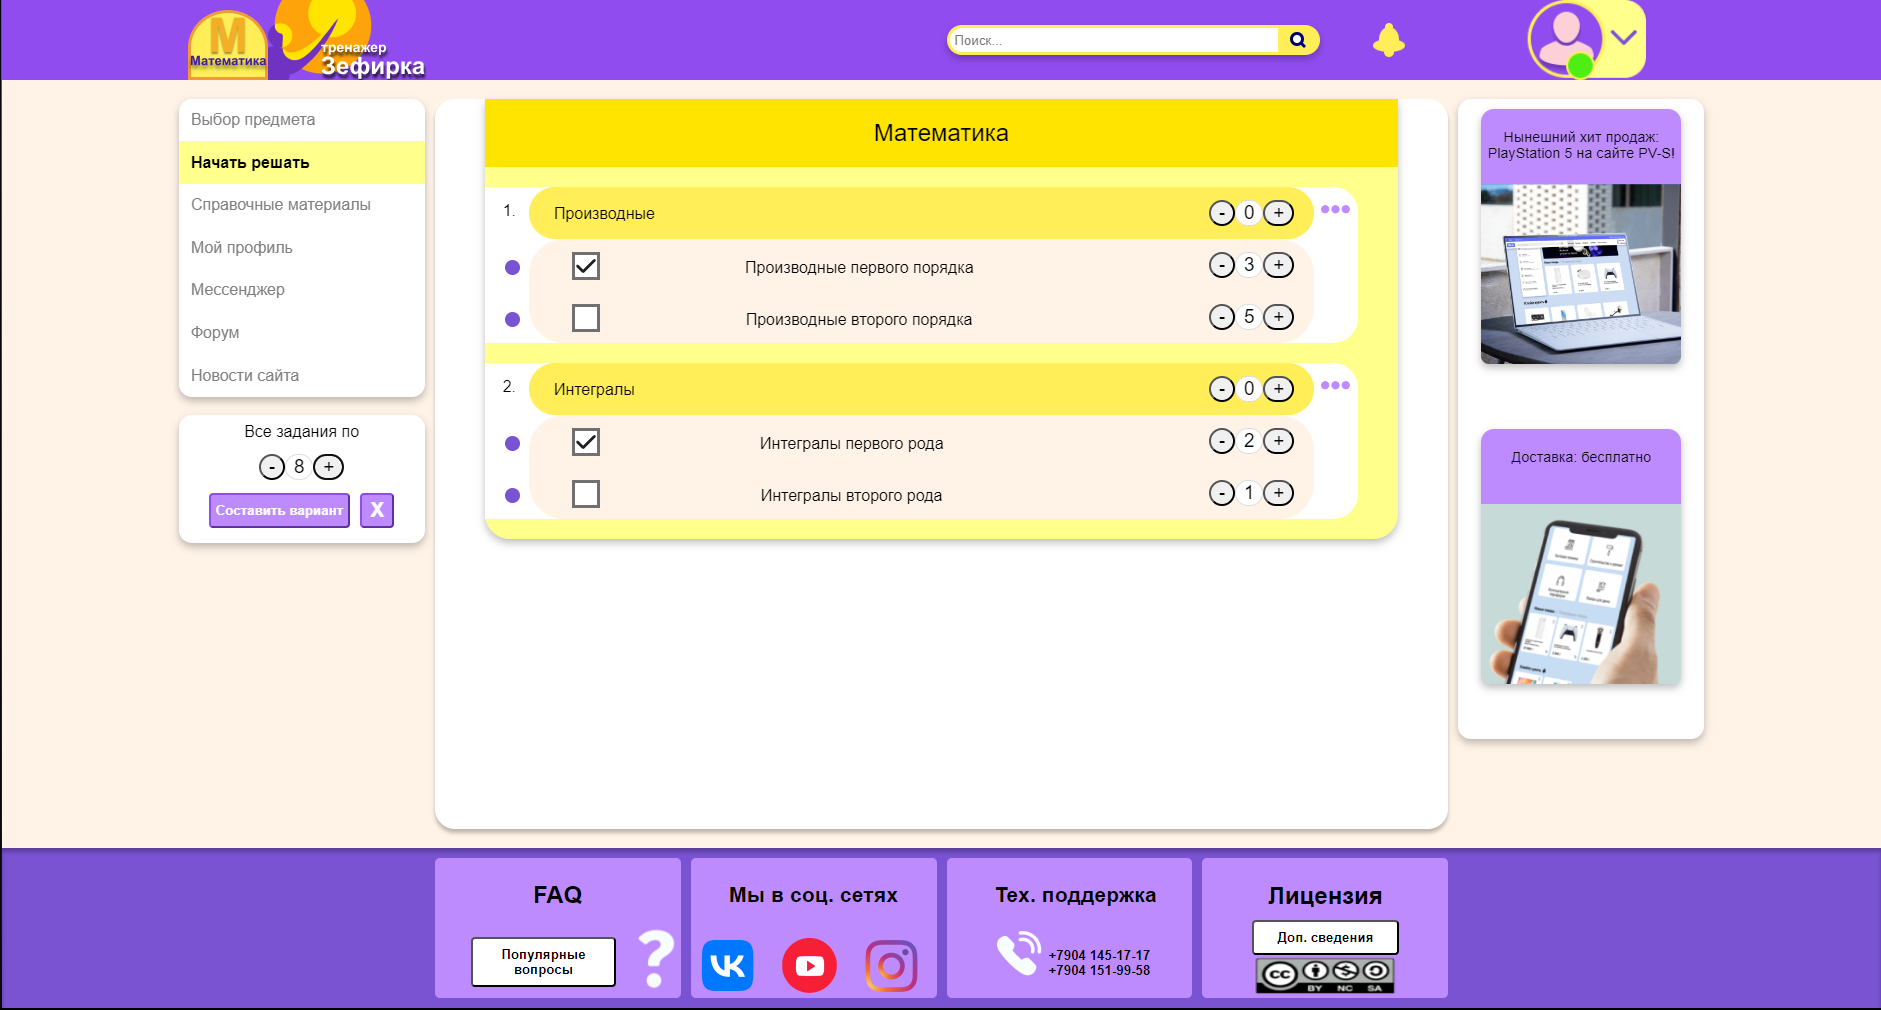 М
Математика
тренажер
Зефирка
Поиск...
Выбор предмета
Начать решать
Справочные материалы
Мой профиль
Мессенджер
Форум
Новости сайта
Все задания по
- 8 +
Составить вариант X
Математика
1. Производные - 0 +
Производные первого порядка - 3 +
Производные второго порядка - 5 +
2. Интегралы - 0 +
Интегралы первого рода - 2 +
Интегралы второго рода - 1 +
Нынешний хит продаж:
PlayStation 5 на сайте PV-S!
Доставка: бесплатно
FAQ
Популярные
вопросы
?
Мы в соц. сетях
Тех. поддержка
+7904 145-17-17
+7904 151-99-58
Лицензия
Доп. сведения
cc
BY NC SA